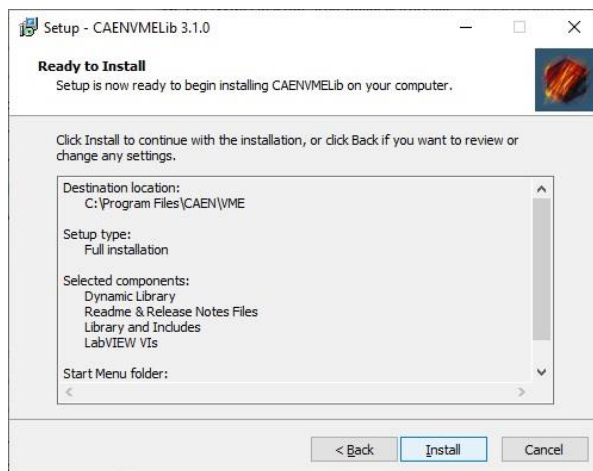 Setup - CAENVMELib 3.1.0
Ready to Install
Setup is now ready to begin installing CAENVMELib on your computer.
Click Install to continue with the installation, or click Back if you want to review or
change any settings.
Destination location:
C:\Program Files\CAEN\VME
Setup type:
Full installation
Selected components:
Dynamic Library
Readme & Release Notes Files
Library and Includes
LabVIEW VIs
Start Menu folder:
< Back
Install
Cancel